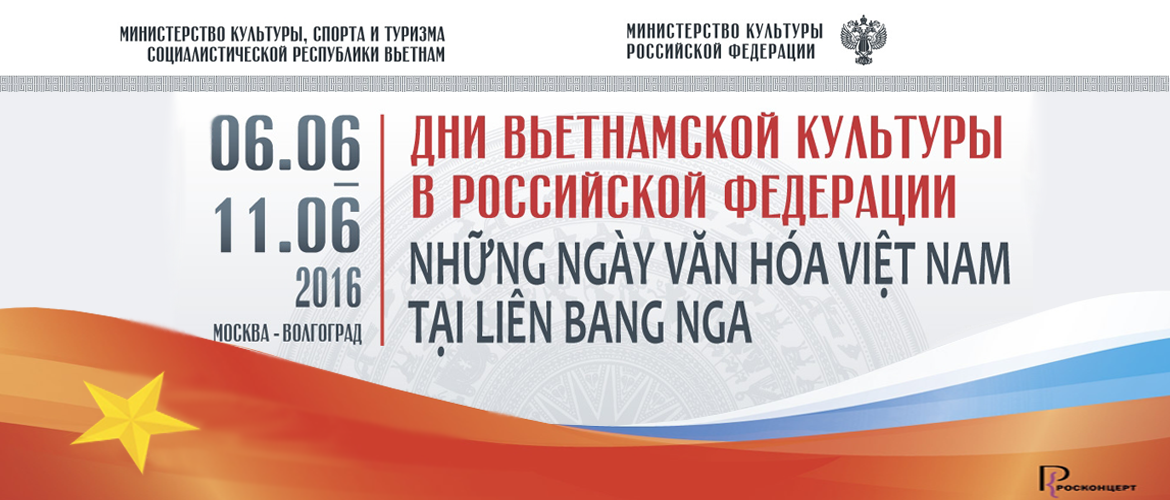 МИНИСТЕРСТВО КУЛЬТУРЫ, СПОРТА И ТУРИЗМА
СОЦИАЛИСТИЧЕСКОЙ РЕСПУБЛИКИ ВЬЕТНАМ
МИНИСТЕРСТВО КУЛЬТУРЫ
РОССИЙСКОЙ ФЕДЕРАЦИИ
06.06
–
11.06
2016
МОСКВА - ВОЛГОГРАД
ДНИ ВЬЕТНАМСКОЙ КУЛЬТУРЫ
В РОССИЙСКОЙ ФЕДЕРАЦИИ
NHỮNG NGÀY VĂN HÓA VIỆT NAM
TẠI LIÊN BANG NGA
РОСКОНЦЕРТ